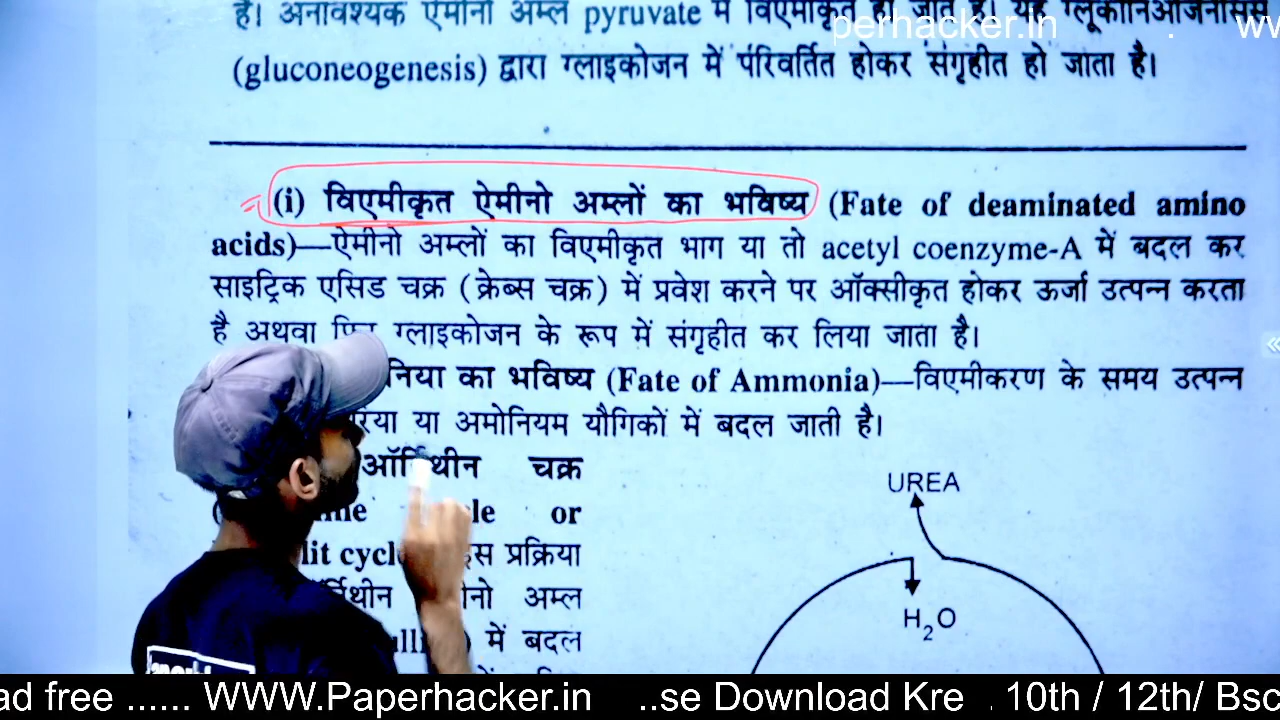 है। अनावश्यक ऐमीनो अम्ल pyruvate में विएमीकृत हो जाते हैं। यह ग्लूकोनिओजिनेसिस
perhacker.in
(gluconeogenesis) द्वारा ग्लाइकोजन में परिवर्तित होकर संगृहीत हो जाता है।
(i) विएमीकृत ऐमीनो अम्लों का भविष्य (Fate of deaminated amino
acids)—ऐमीनो अम्लों का विएमीकृत भाग या तो acetyl coenzyme-A में बदल कर
साइट्रिक एसिड चक्र (क्रेब्स चक्र) में प्रवेश करने पर ऑक्सीकृत होकर ऊर्जा उत्पन्न करता
है अथवा फिर ग्लाइकोजन के रूप में संगृहीत कर लिया जाता है।
निया का भविष्य (Fate of Ammonia)—विएमीकरण के समय उत्पन्न
या अमोनियम यौगिकों में बदल जाती है।
चक्र
or
प्रक्रिया
अम्ल
में बदल
UREA
H₂O
ad free ...... WWW.Paperhacker.in ..se Download Kre . 10th / 12th/ Bsc